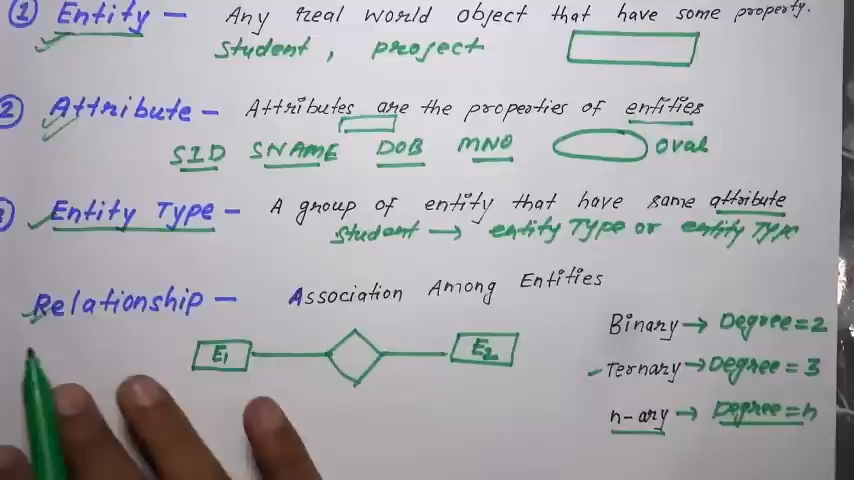 ① Entity - Any real world object that have some property.
Student, project
② Attribute - Attributes are the properties of entities
SID SNAME DOB MNO oval
Entity Type - A group of entity that have same attribute
Student → entity Type or entity Type
Relationship - Association Among Entities
E1 E2
Binary → Degree = 2
Ternary → Degree = 3
n-ary → Degree = n